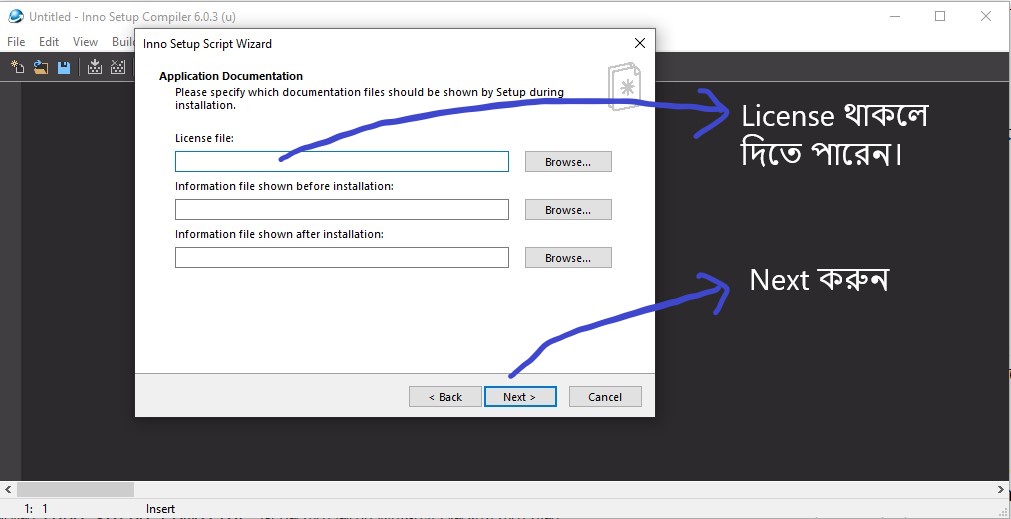 Untitled - Inno Setup Compiler 6.0.3 (u)
File Edit View
Inno Setup Script Wizard
Application Documentation
Please specify which documentation files should be shown by Setup during
installation.
License file:
Browse...
Information file shown before installation:
Browse...
Information file shown after installation:
Browse...
< Back Next > Cancel
License থাকলে
দিতে পারেন।
Next করুন
1: 1 Insert